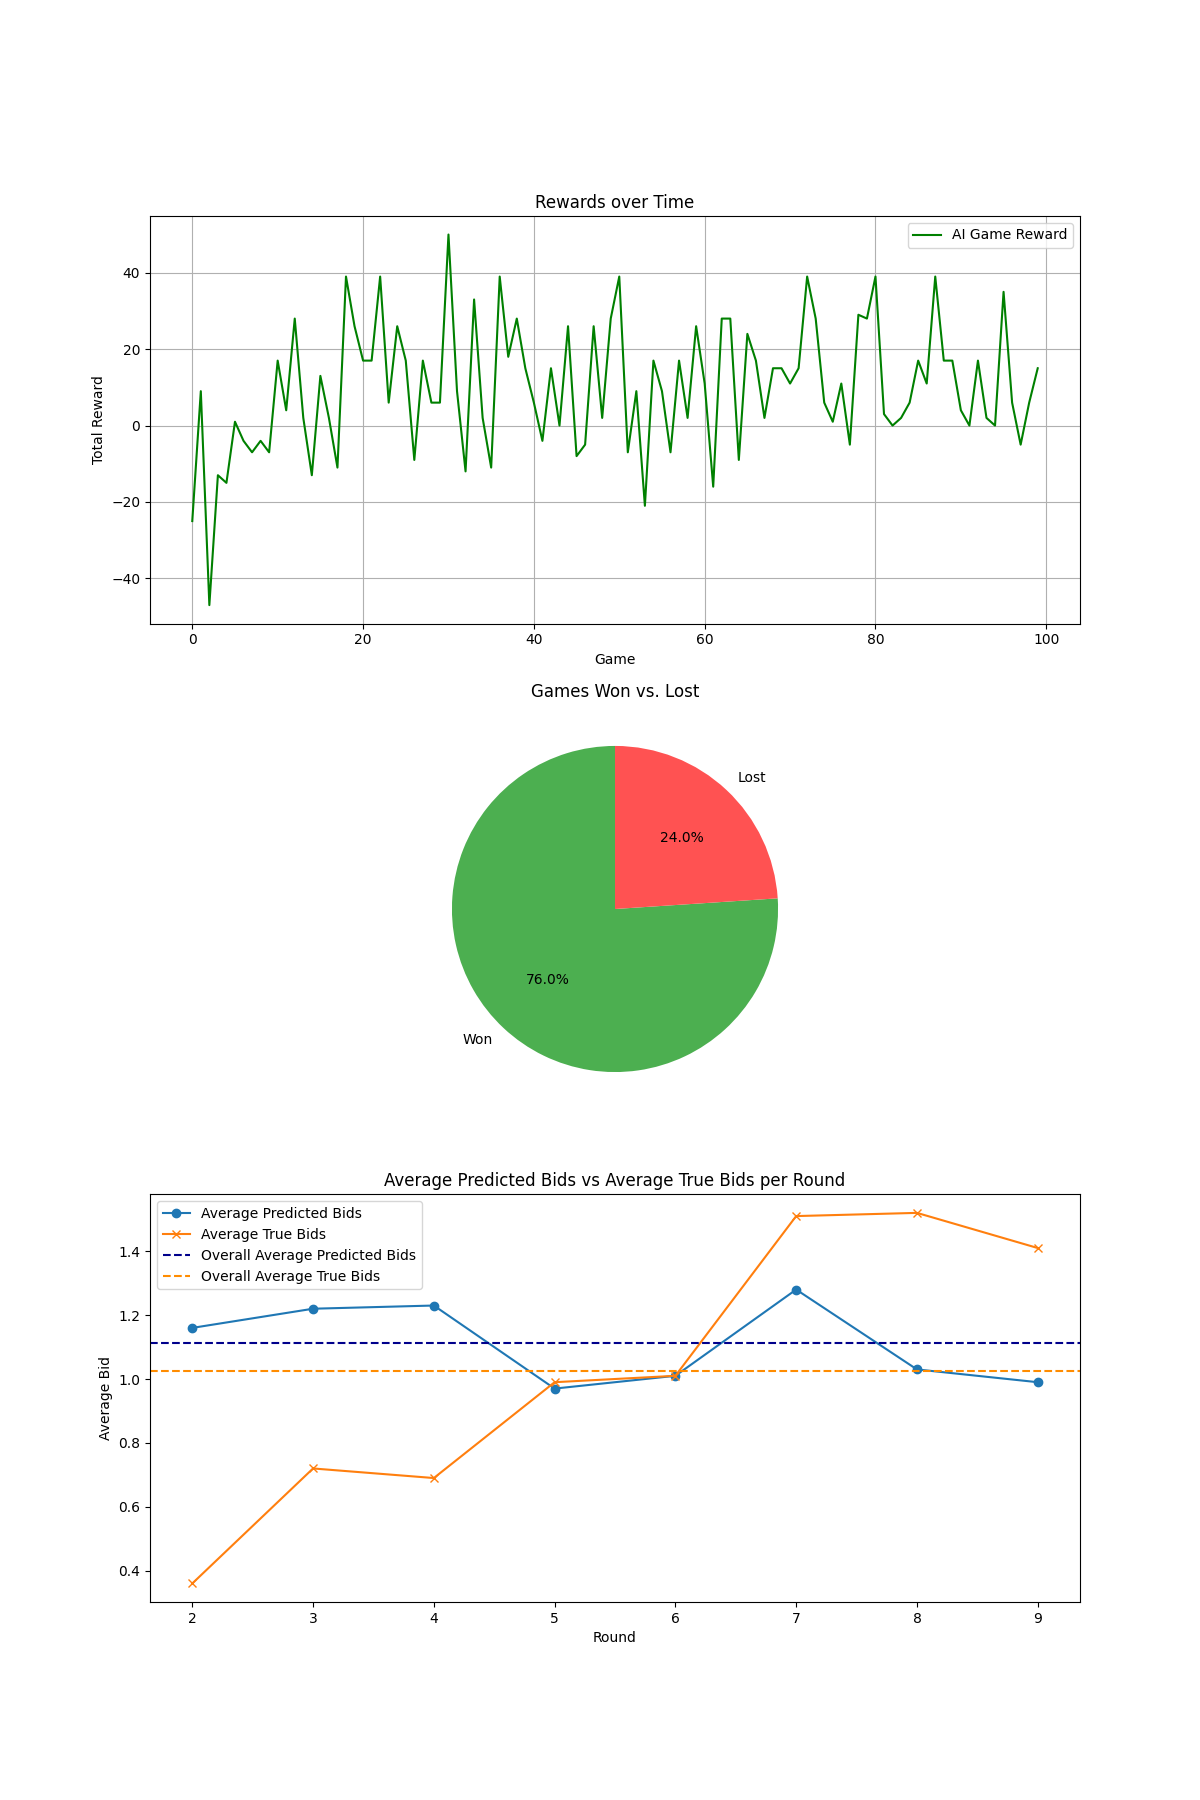 Rewards over Time
AI Game Reward
Total Reward
40
20
0
−20
−40
0 20 40 60 80 100
Game
Games Won vs. Lost
Lost
24.0%
76.0%
Won
Average Predicted Bids vs Average True Bids per Round
Average Predicted Bids
Average True Bids
Overall Average Predicted Bids
Overall Average True Bids
Average Bid
1.4
1.2
1.0
0.8
0.6
0.4
2 3 4 5 6 7 8 9
Round